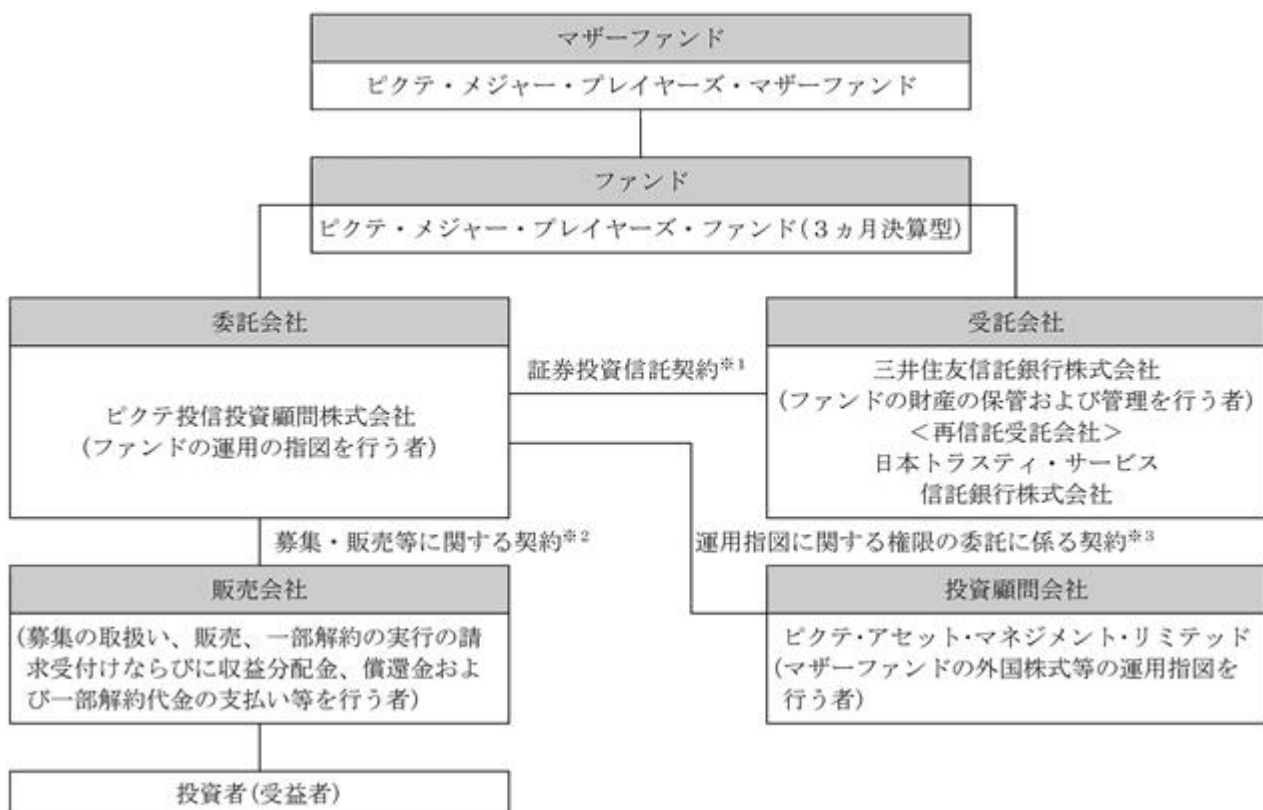 マザーファンド
ピクテ・メジャー・プレイヤーズ・マザーファンド
ファンド
ピクテ・メジャー・プレイヤーズ・ファンド(3ヵ月決算型)
委託会社
ピクテ投信投資顧問株式会社
(ファンドの運用の指図を行う者)
証券投資信託契約※1
受託会社
三井住友信託銀行株式会社
(ファンドの財産の保管および管理を行う者)
<再信託受託会社>
日本トラスティ・サービス
信託銀行株式会社
募集・販売等に関する契約※2
運用指図に関する権限の委託に係る契約※3
販売会社
(募集の取扱い、販売、一部解約の実行の請
求受付けならびに収益分配金、償還金およ
び一部解約代金の支払い等を行う者)
投資顧問会社
ピクテ・アセット・マネジメント・リミテッド
(マザーファンドの外国株式等の運用指図を
行う者)
投資者(受益者)